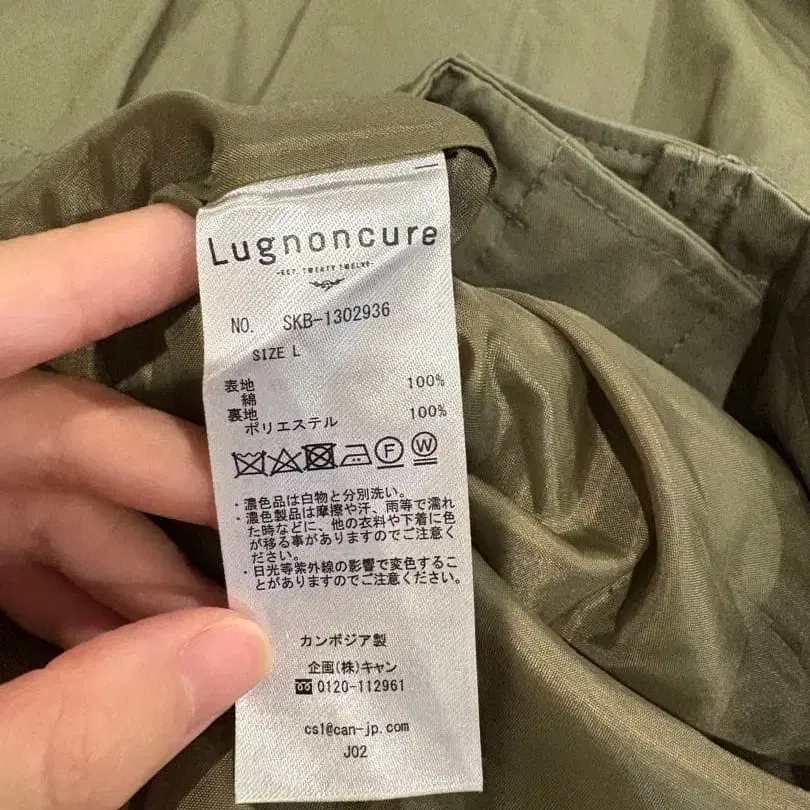 Lugnoncure
-EST. TWENTY TWELVE-
NO. SKB-1302936
SIZE L
表地
綿 100%
裏地
ポリエステル 100%
F W
・濃色品は白物と分別洗い。
・濃色製品は摩擦や汗、雨等で濡れ
た時などに、他の衣料や下着に色
が移る事がありますのでご注意く
ださい。
・日光等紫外線の影響で変色するこ
とがありますのでご注意ください。
カンボジア製
企画(株)キャン
0120-112961
cs1@can-jp.com
J02